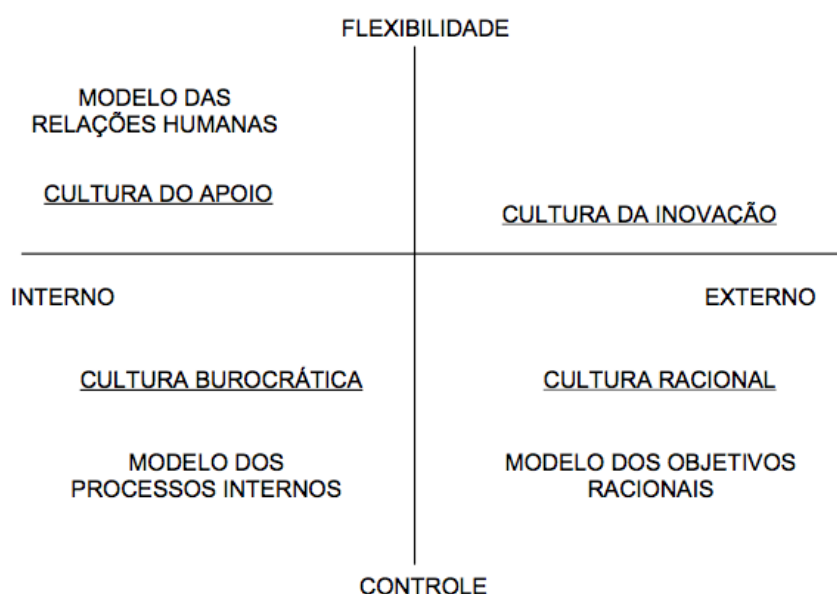 FLEXIBILIDADE
MODELO DAS
RELAÇÕES HUMANAS
CULTURA DO APOIO
CULTURA DA INOVAÇÃO
INTERNO
EXTERNO
CULTURA BUROCRÁTICA
CULTURA RACIONAL
MODELO DOS
PROCESSOS INTERNOS
MODELO DOS OBJETIVOS
RACIONAIS
CONTROLE